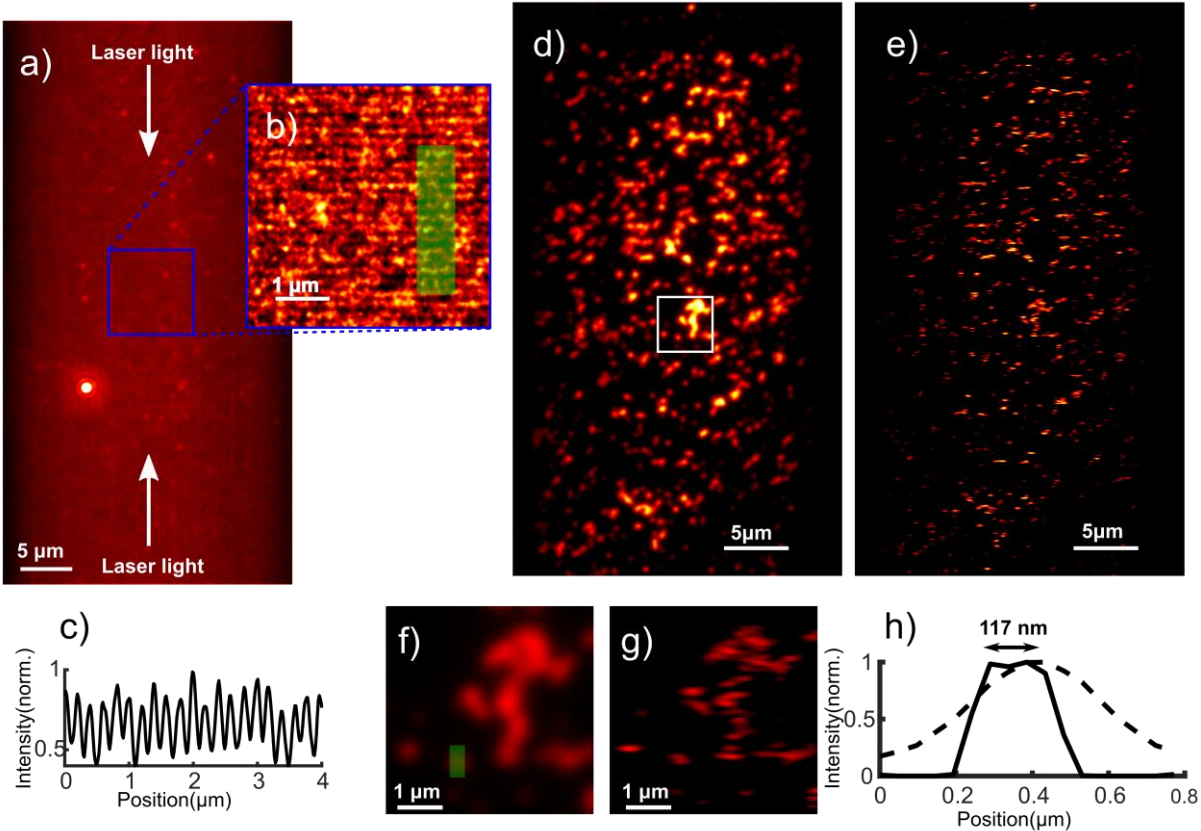 a)
Laser light
b)
1 µm
5 µm
Laser light
d)
5µm
e)
5µm
c)
Intensity(norm.)
1
0.5
0 1 2 3 4
Position(µm)
f)
1 µm
g)
1 µm
h)
117 nm
Intensity(norm.)
1
0.5
0
0 0.2 0.4 0.6 0.8
Position(µm)